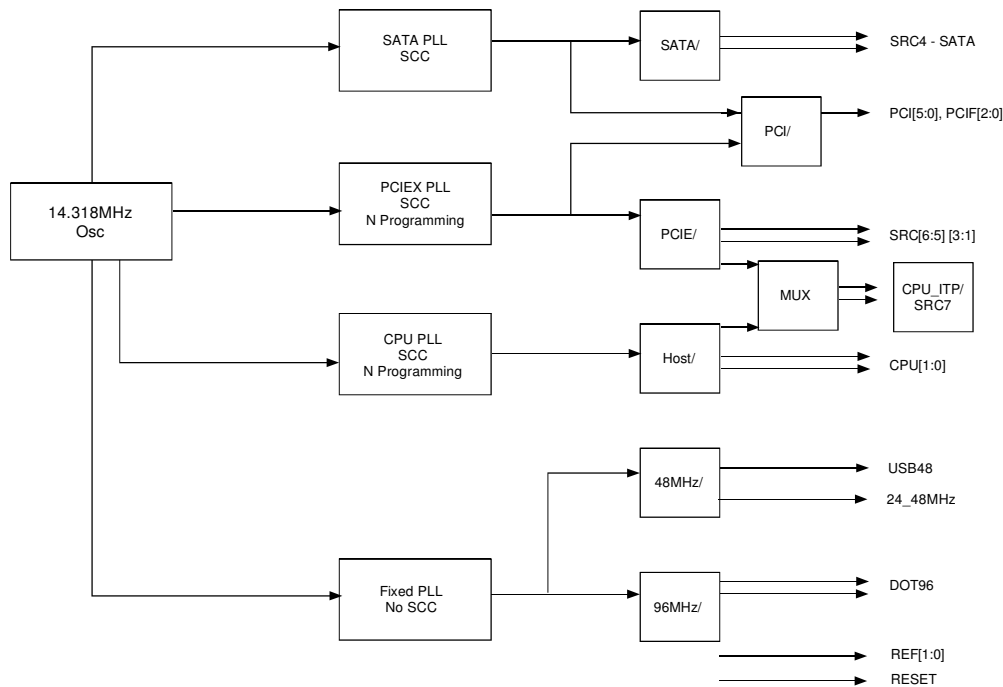 SATA PLL
SCC
SATA/
SRC4 - SATA
PCI/
PCI[5:0], PCIF[2:0]
14.318MHz
Osc
PCIEX PLL
SCC
N Programming
PCIE/
SRC[6:5] [3:1]
MUX
CPU_ITP/
SRC7
CPU PLL
SCC
N Programming
Host/
CPU[1:0]
48MHz/
USB48
24_48MHz
Fixed PLL
No SCC
96MHz/
DOT96
REF[1:0]
RESET